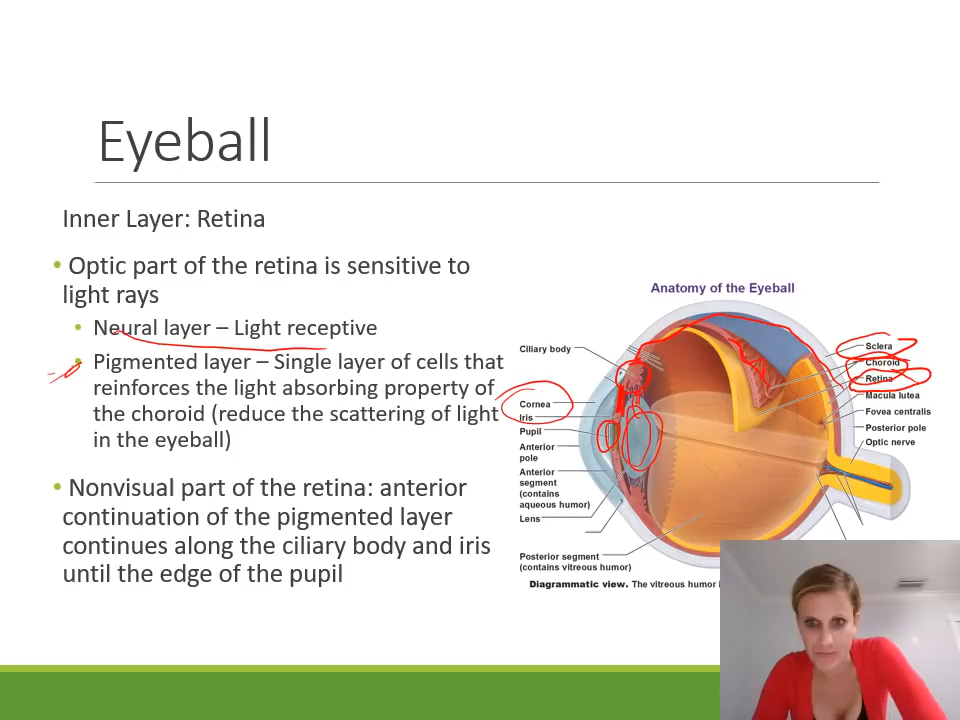 Eyeball
Inner Layer: Retina
• Optic part of the retina is sensitive to
light rays
• Neural layer – Light receptive
• Pigmented layer – Single layer of cells that
reinforces the light absorbing property of
the choroid (reduce the scattering of light
in the eyeball)
• Nonvisual part of the retina: anterior
continuation of the pigmented layer
continues along the ciliary body and iris
until the edge of the pupil
Anatomy of the Eyeball
Ciliary body
Cornea
Iris
Pupil
Anterior
pole
Anterior
segment
(contains
aqueous humor)
Lens
Posterior segment
(contains vitreous humor)
Sclera
Choroid
Retina
Macula lutea
Fovea centralis
Posterior pole
Optic nerve
Diagrammatic view. The vitreous humor